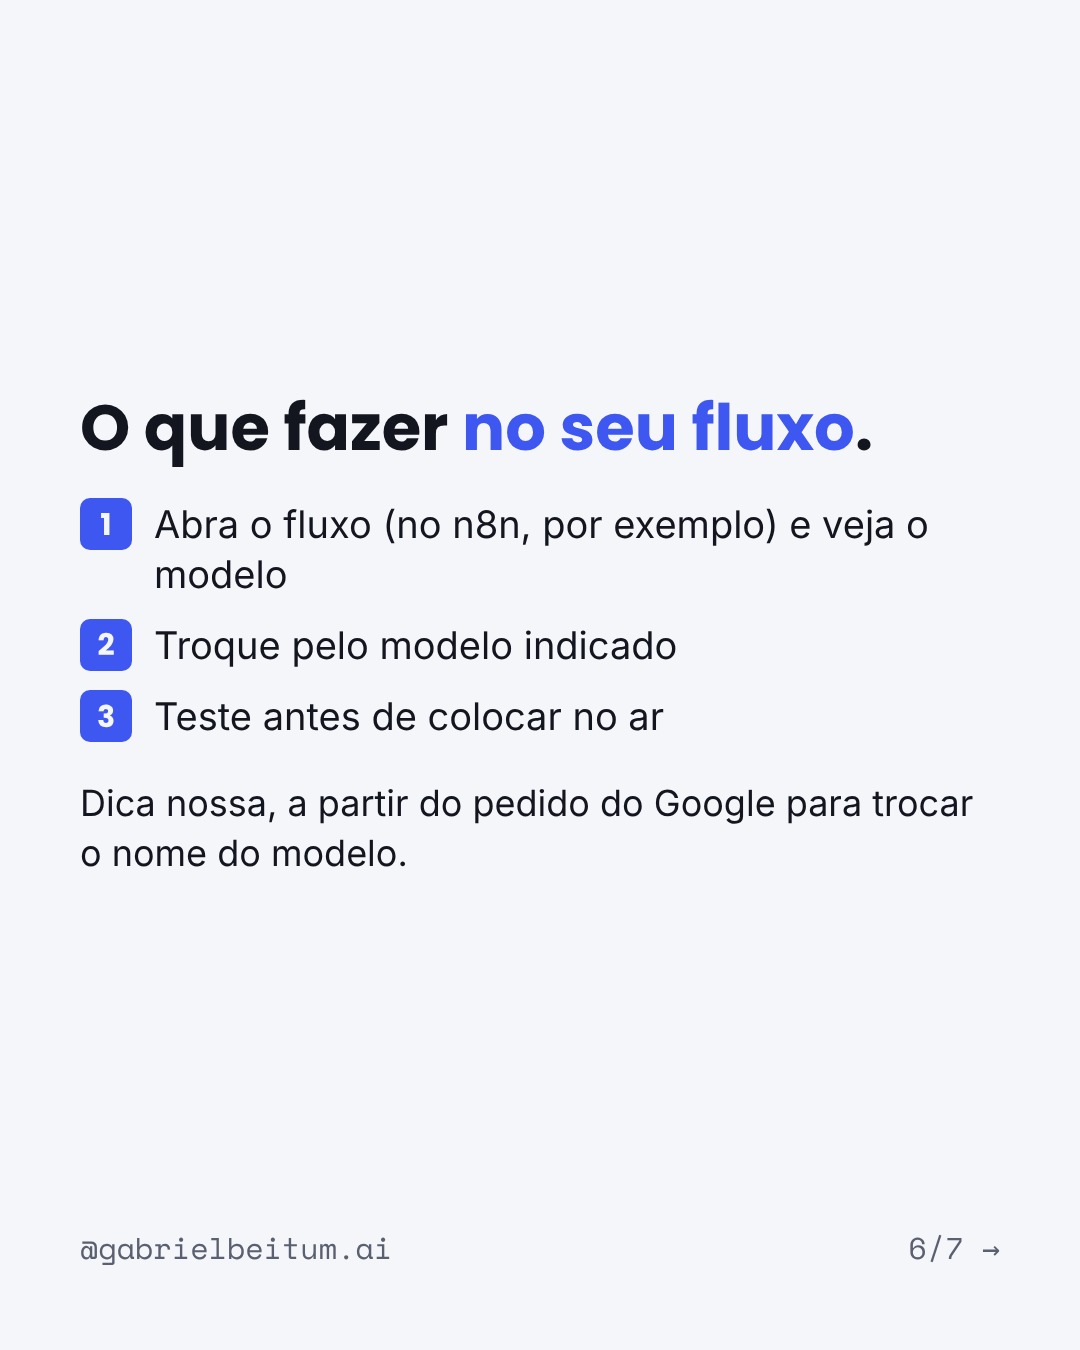 O que fazer no seu fluxo.
1 Abra o fluxo (no n8n, por exemplo) e veja o
modelo
2 Troque pelo modelo indicado
3 Teste antes de colocar no ar
Dica nossa, a partir do pedido do Google para trocar
o nome do modelo.
@gabrielbeitum.ai 6/7 →